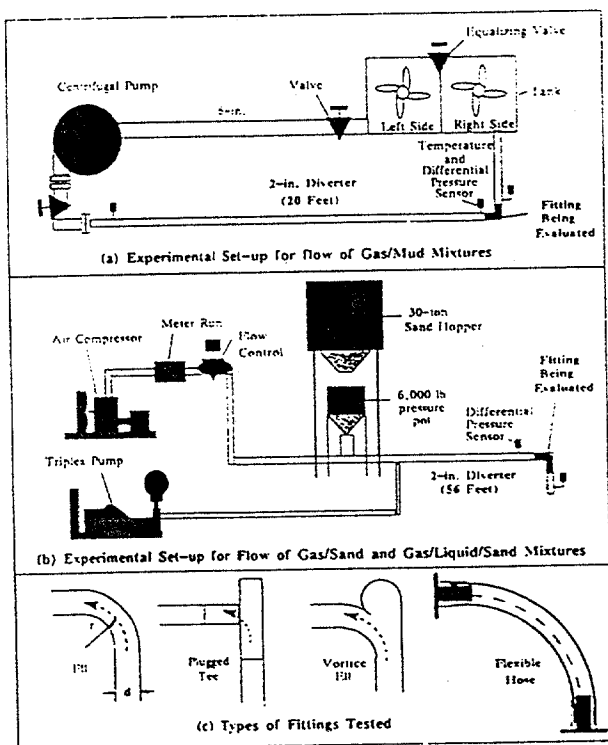 Equalizing Valve
Centrifugal Pump
Valve
Tank
Left Side
Right Side
Temperature
and
Differential
Pressure
Sensor
2-in. Diverter
(20 Feet)
Fitting
Being
Evaluated
(a) Experimental Set-up for flow of Gas/Mud Mixtures
30-ton
Sand Hopper
Meter Run
Flow
Control
Air Compressor
6,000 lb
pressure
pot
Fitting
Being
Evaluated
Differential
Pressure
Sensor
Triplex Pump
2-in. Diverter
(56 Feet)
(b) Experimental Set-up for Flow of Gas/Sand and Gas/Liquid/Sand Mixtures
r
d
Ell
Plugged
Tee
Vortice
Ell
Flexible
Hose
(c) Types of Fittings Tested